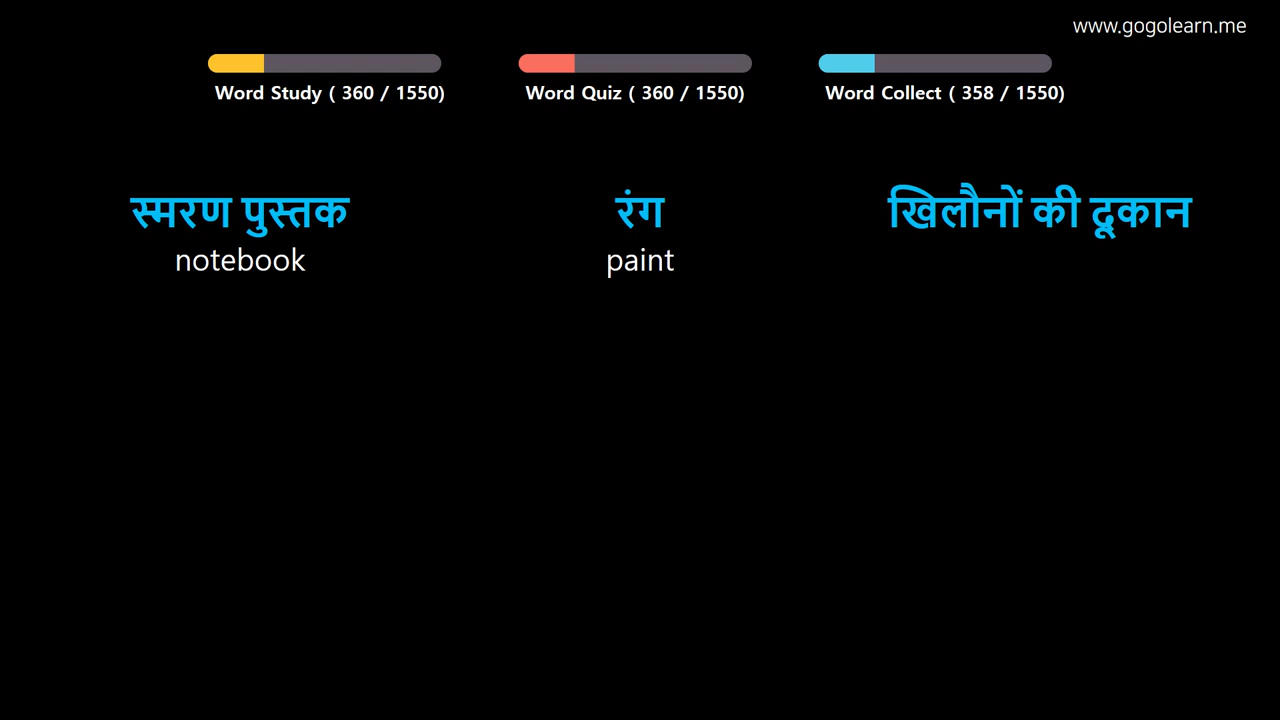 www.gogolearn.me
Word Study ( 360 / 1550)
Word Quiz ( 360 / 1550)
Word Collect ( 358 / 1550)
स्मरण पुस्तक
notebook
रंग
paint
खिलौनों की दूकान